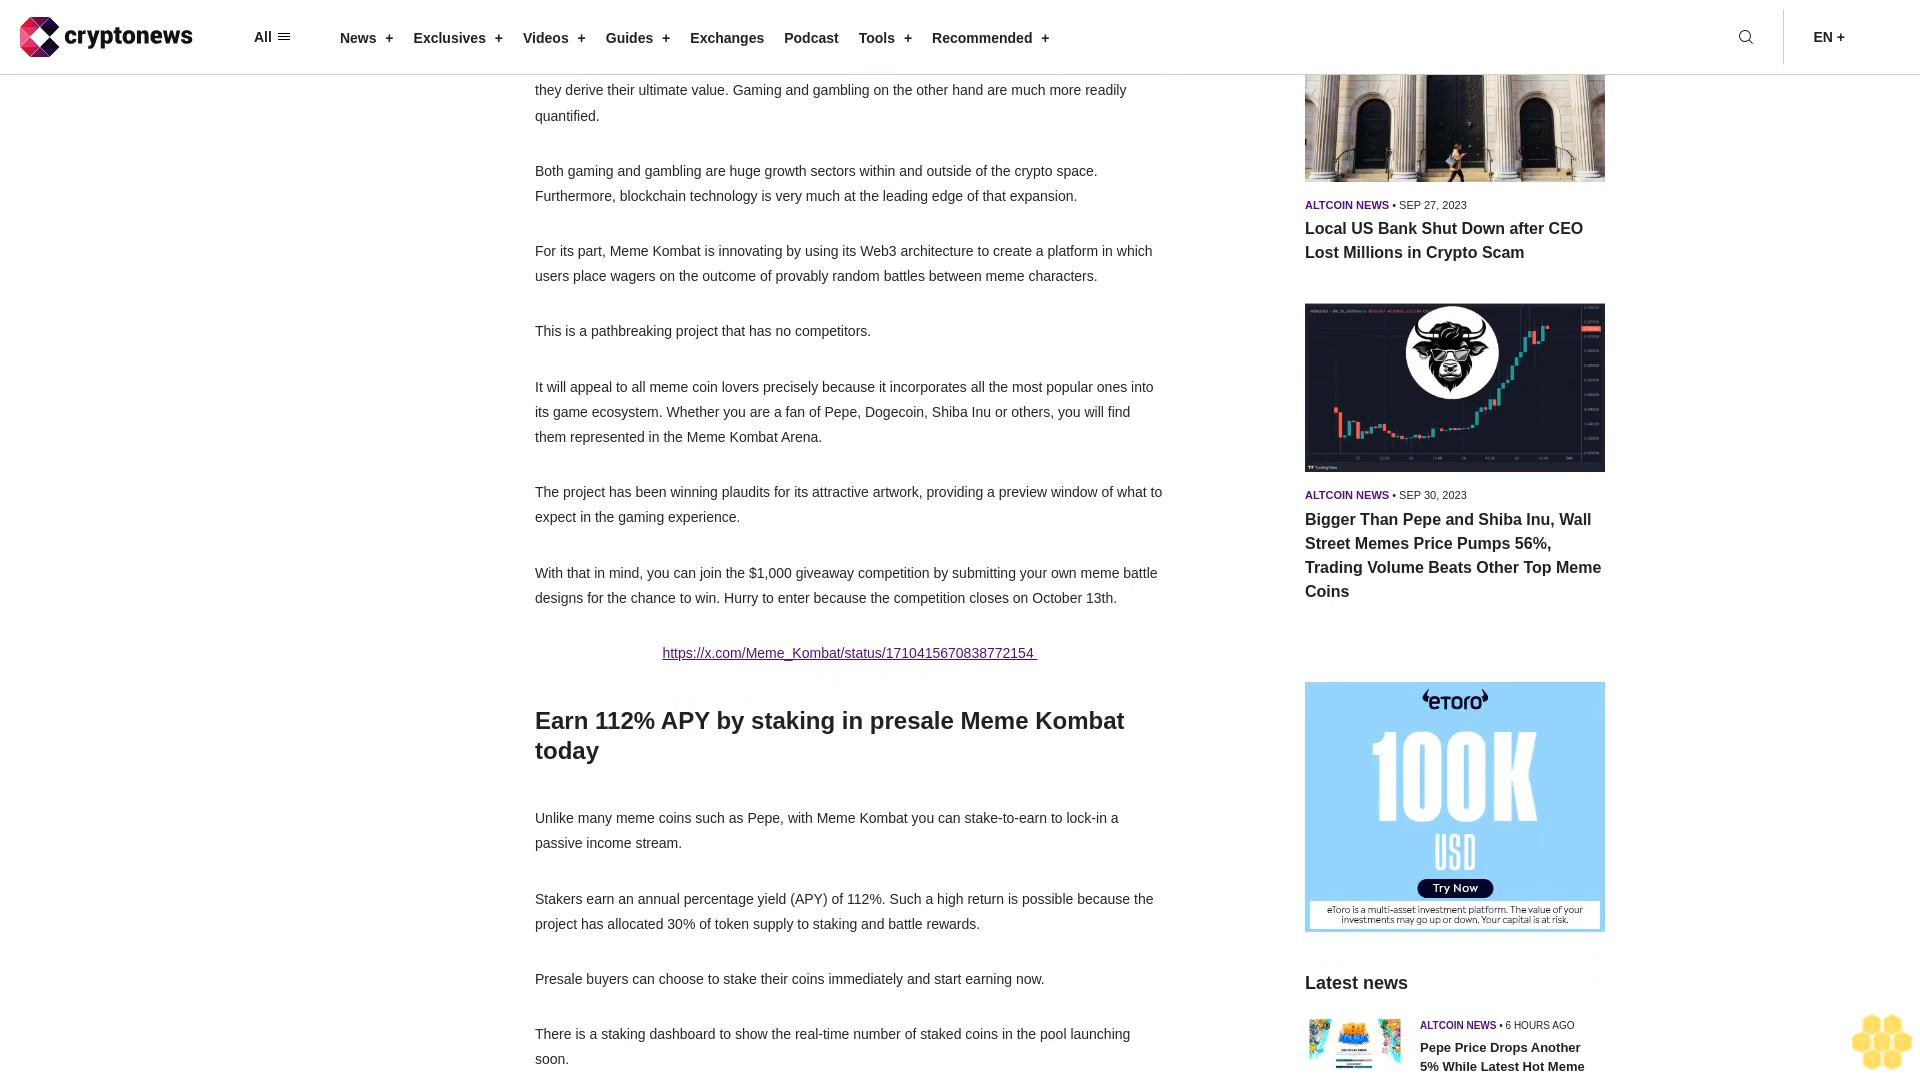 cryptonews
All
News +
Exclusives +
Videos +
Guides +
Exchanges
Podcast
Tools +
Recommended +
EN +
they derive their ultimate value. Gaming and gambling on the other hand are much more readily
quantified.
Both gaming and gambling are huge growth sectors within and outside of the crypto space.
Furthermore, blockchain technology is very much at the leading edge of that expansion.
For its part, Meme Kombat is innovating by using its Web3 architecture to create a platform in which
users place wagers on the outcome of provably random battles between meme characters.
This is a pathbreaking project that has no competitors.
It will appeal to all meme coin lovers precisely because it incorporates all the most popular ones into
its game ecosystem. Whether you are a fan of Pepe, Dogecoin, Shiba Inu or others, you will find
them represented in the Meme Kombat Arena.
The project has been winning plaudits for its attractive artwork, providing a preview window of what to
expect in the gaming experience.
With that in mind, you can join the $1,000 giveaway competition by submitting your own meme battle
designs for the chance to win. Hurry to enter because the competition closes on October 13th.
https://x.com/Meme_Kombat/status/1710415670838772154
Earn 112% APY by staking in presale Meme Kombat
today
Unlike many meme coins such as Pepe, with Meme Kombat you can stake-to-earn to lock-in a
passive income stream.
Stakers earn an annual percentage yield (APY) of 112%. Such a high return is possible because the
project has allocated 30% of token supply to staking and battle rewards.
Presale buyers can choose to stake their coins immediately and start earning now.
There is a staking dashboard to show the real-time number of staked coins in the pool launching
soon.
ALTCOIN NEWS • SEP 27, 2023
Local US Bank Shut Down after CEO
Lost Millions in Crypto Scam
TradingView
ALTCOIN NEWS • SEP 30, 2023
Bigger Than Pepe and Shiba Inu, Wall
Street Memes Price Pumps 56%,
Trading Volume Beats Other Top Meme
Coins
eToro
100K
USD
Try Now
eToro is a multi-asset investment platform. The value of your
investments may go up or down. Your capital is at risk.
Latest news
MEME KOMBAT
ALTCOIN NEWS • 6 HOURS AGO
Pepe Price Drops Another
5% While Latest Hot Meme